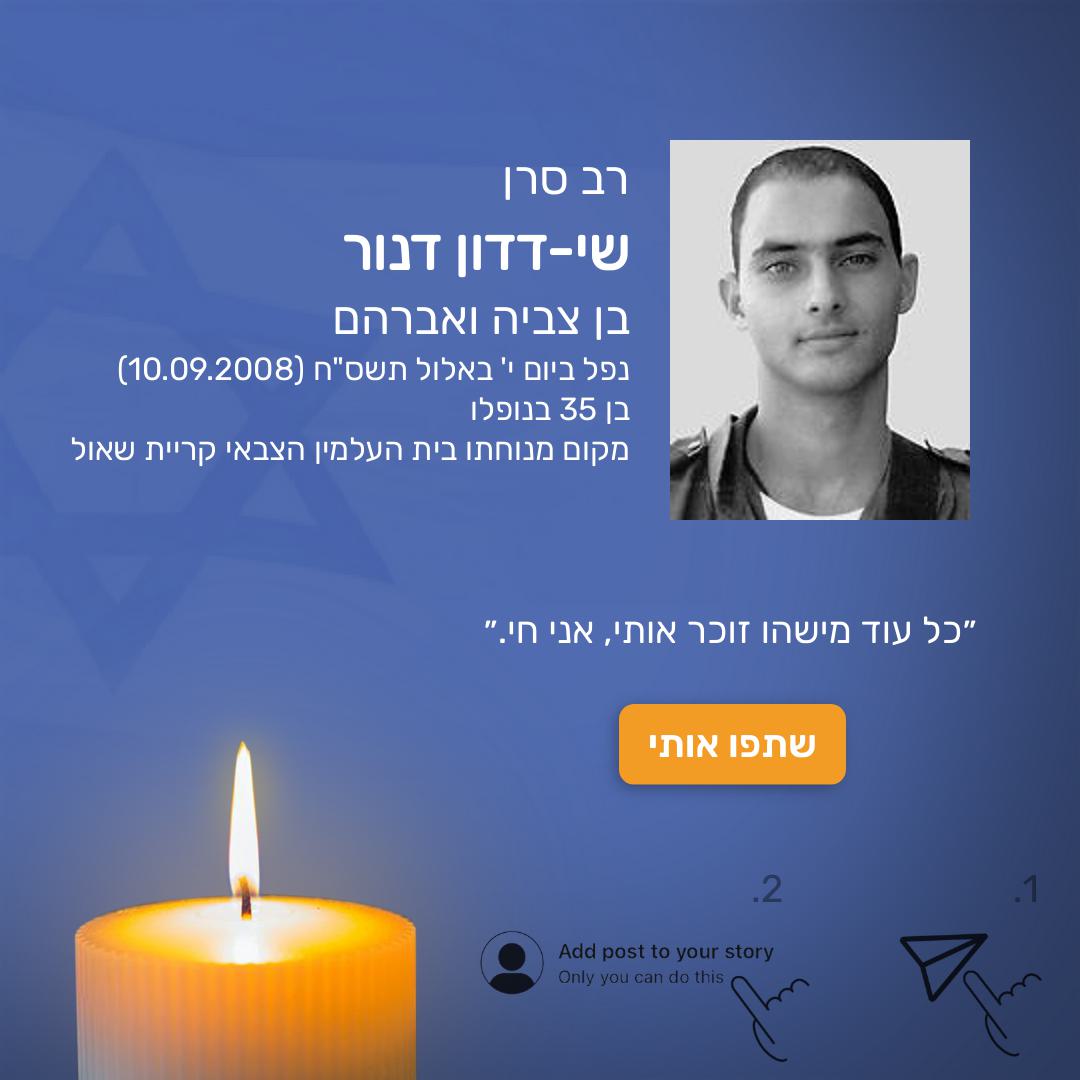 רב סרן
שי-דדון דנור
בן צביה ואברהם
נפל ביום י' באלול תשס"ח (10.09.2008)
בן 35 בנופלו
מקום מנוחתו בית העלמין הצבאי קריית שאול
״כל עוד מישהו זוכר אותי, אני חי.״
שתפו אותי
.1
.2
Add post to your story
Only you can do this